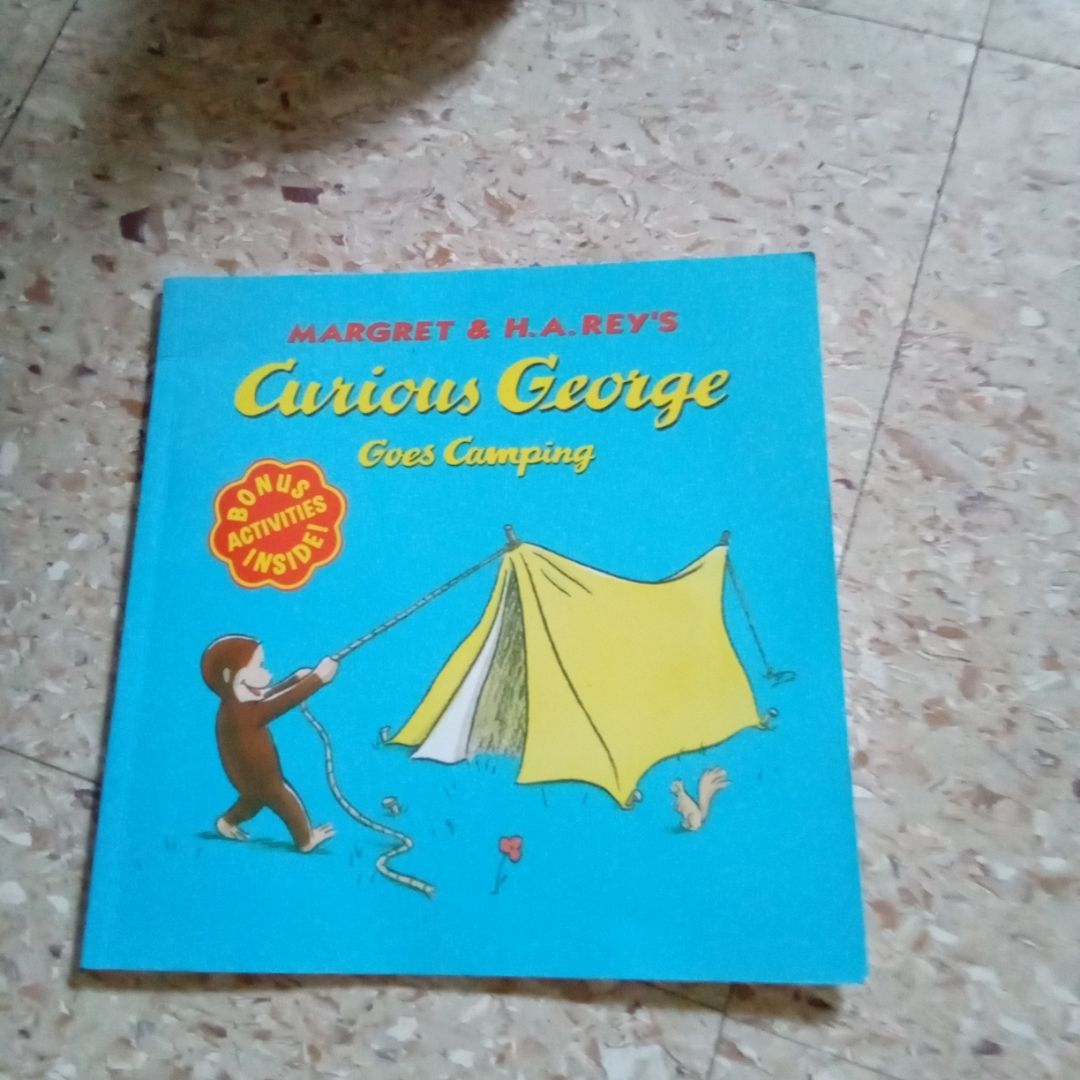 MARGRET & H.A. REY'S
Curious George
Goes Camping
BONUS
ACTIVITIES
INSIDE!